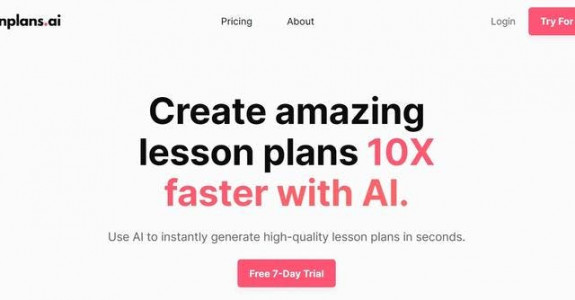 nplans.ai
Pricing
About
Login
Try For
Create amazing
lesson plans 10X
faster with AI.
Use AI to instantly generate high-quality lesson plans in seconds.
Free 7-Day Trial